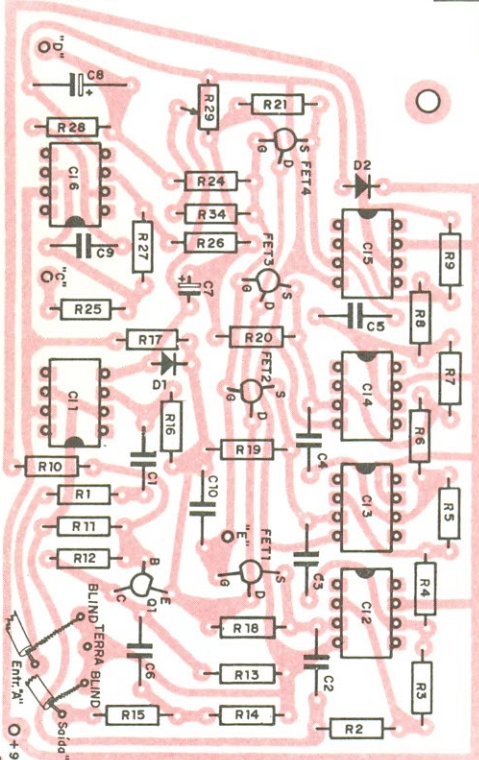 "D"
C8
+
R28
CI6
R29
R21
G
S
D
FET4
D2
R24
R34
R26
C9
R27
"C"
R25
C7
+
FET3
G
S
D
CI5
R9
C5
R8
R17
R20
D1
FET2
G
S
D
CI4
R7
CI1
R16
R6
R10
C1
R19
C4
R1
C10
CI3
R5
R11
"E"
FET1
C3
R12
B
C
E
Q1
G
S
D
CI2
R4
BLIND TERRA BLIND
R18
C6
C2
R13
R3
Entr."A"
Saída"
R15
R14
R2
+9